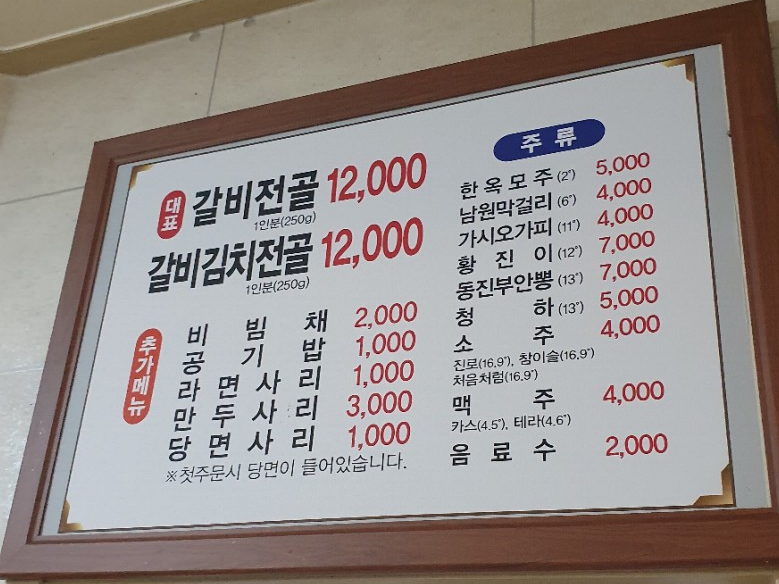 대표 갈비전골 12,000
1인분(250g)
갈비김치전골 12,000
1인분(250g)
추가메뉴
비빔채 2,000
공기밥 1,000
라면사리 1,000
만두사리 3,000
당면사리 1,000
※첫주문시 당면이 들어있습니다.
주류
한옥모주(2°) 5,000
남원막걸리(6°) 4,000
가시오가피(11°) 4,000
황진이(12°) 7,000
동진부안뽕(13°) 7,000
청하(13°) 5,000
소주 4,000
진로(16.9°), 참이슬(16.9°)
처음처럼(16.9°)
맥주 4,000
카스(4.5°), 테라(4.6°)
음료수 2,000